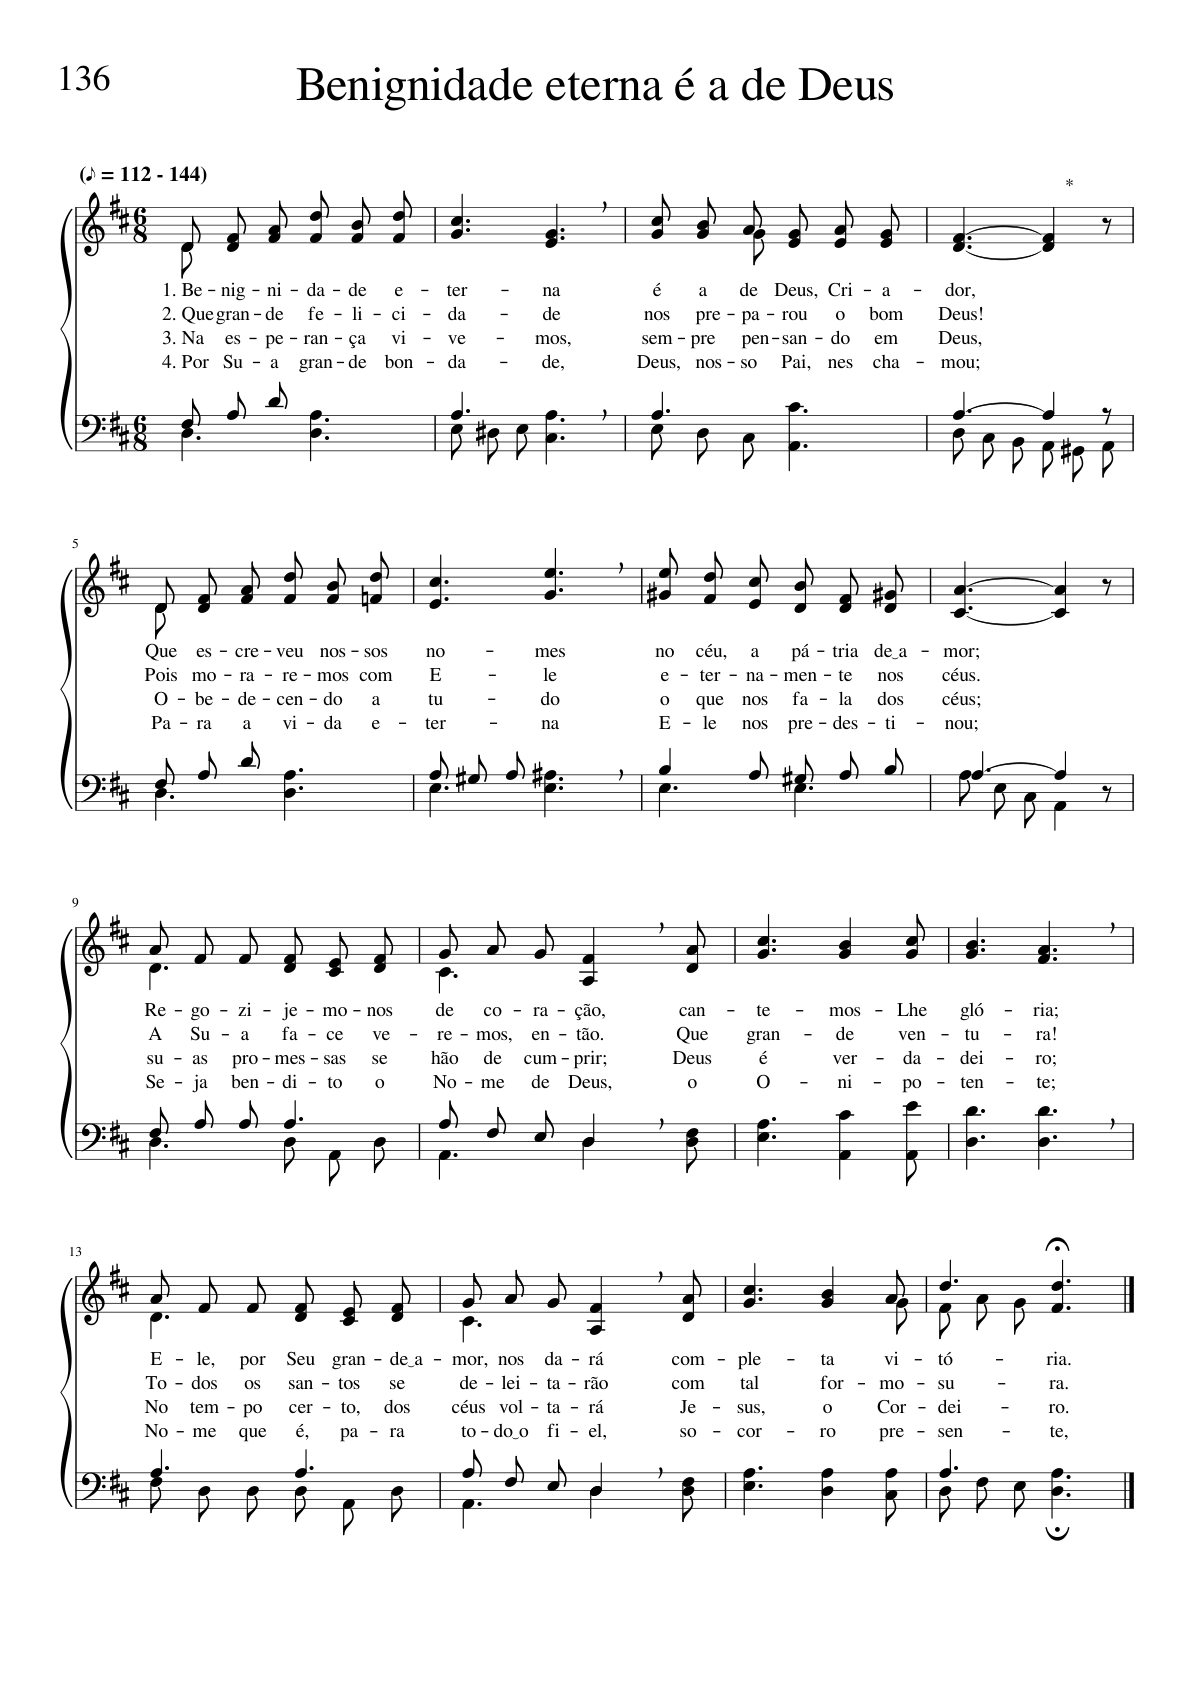 136
Benignidade eterna é a de Deus
(♪ = 112 - 144)
*
1. Be – nig – ni – da – de e – ter – na é a de Deus, Cri – a – dor,
2. Que gran – de fe – li – ci – da – de nos pre – pa – rou o bom Deus!
3. Na es – pe – ran – ça vi – ve – mos, sem – pre pen – san – do em Deus,
4. Por Su – a gran – de bon – da – de, Deus, nos – so Pai, nes cha – mou;
5
Que es – cre – veu nos – sos no – mes no céu, a pá – tria de‿a – mor;
Pois mo – ra – re – mos com E – le e – ter – na – men – te nos céus.
O – be – de – cen – do a tu – do o que nos fa – la dos céus;
Pa – ra a vi – da e – ter – na E – le nos pre – des – ti – nou;
9
Re – go – zi – je – mo – nos de co – ra – ção, can – te – mos – Lhe gló – ria;
A Su – a fa – ce ve – re – mos, en – tão. Que gran – de ven – tu – ra!
su – as pro – mes – sas se hão de cum – prir; Deus é ver – da – dei – ro;
Se – ja ben – di – to o No – me de Deus, o O – ni – po – ten – te;
13
E – le, por Seu gran – de‿a – mor, nos da – rá com – ple – ta vi – tó – ria.
To – dos os san – tos se de – lei – ta – rão com tal for – mo – su – ra.
No tem – po cer – to, dos céus vol – ta – rá Je – sus, o Cor – dei – ro.
No – me que é, pa – ra to – do‿o fi – el, so – cor – ro pre – sen – te,